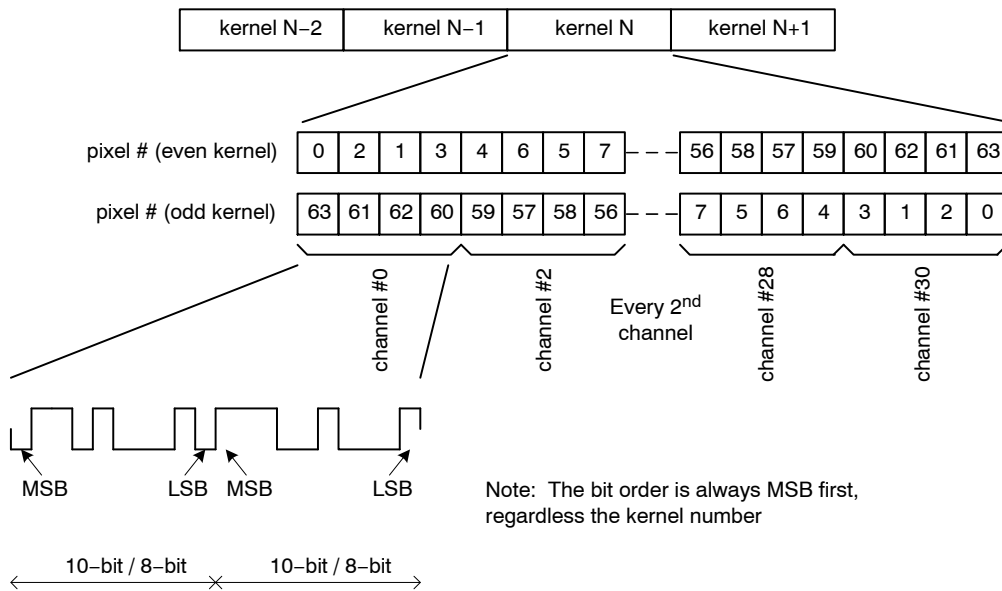 kernel N−2 kernel N−1 kernel N kernel N+1
pixel # (even kernel) 0 2 1 3 4 6 5 7 56 58 57 59 60 62 61 63
pixel # (odd kernel) 63 61 62 60 59 57 58 56 7 5 6 4 3 1 2 0
channel #0
channel #2
Every 2nd
channel
channel #28
channel #30
MSB LSB MSB LSB
Note: The bit order is always MSB first,
regardless the kernel number
10−bit / 8−bit 10−bit / 8−bit